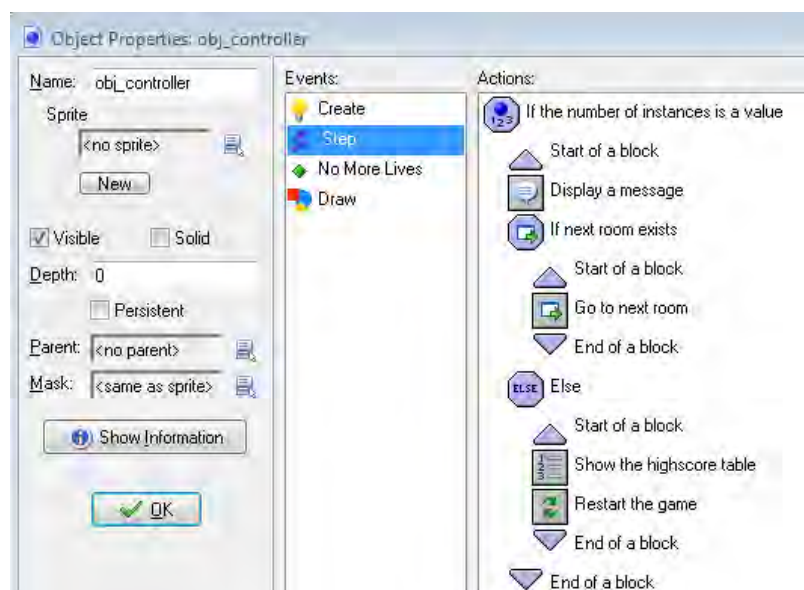 Object Properties: obj_controller
Name: obj_controller
Sprite
<no sprite>
New
Visible
Solid
Depth: 0
Persistent
Parent: <no parent>
Mask: <same as sprite>
Show Information
OK
Events:
Create
Step
No More Lives
Draw
Actions:
123
If the number of instances is a value
Start of a block
Display a message
If next room exists
Start of a block
Go to next room
End of a block
ELSE
Else
Start of a block
Show the highscore table
Restart the game
End of a block
End of a block